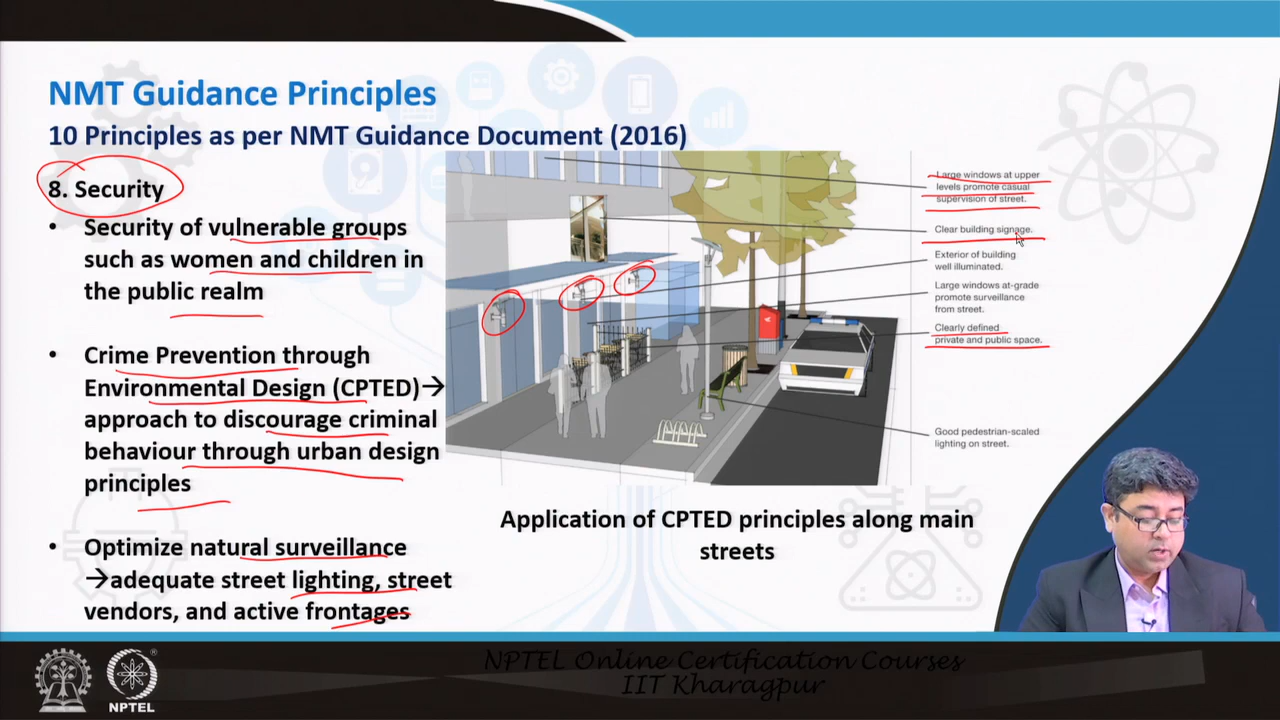 NMT Guidance Principles
10 Principles as per NMT Guidance Document (2016)
8. Security
• Security of vulnerable groups
such as women and children in
the public realm
• Crime Prevention through
Environmental Design (CPTED)→
approach to discourage criminal
behaviour through urban design
principles
• Optimize natural surveillance
→adequate street lighting, street
vendors, and active frontages
Large windows at upper
levels promote casual
supervision of street.
Clear building signage.
Exterior of building
well illuminated.
Large windows at-grade
promote surveillance
from street.
Clearly defined
private and public space.
Good pedestrian-scaled
lighting on street.
Application of CPTED principles along main
streets
NPTEL Online Certification Courses
IIT Kharagpur
NPTEL